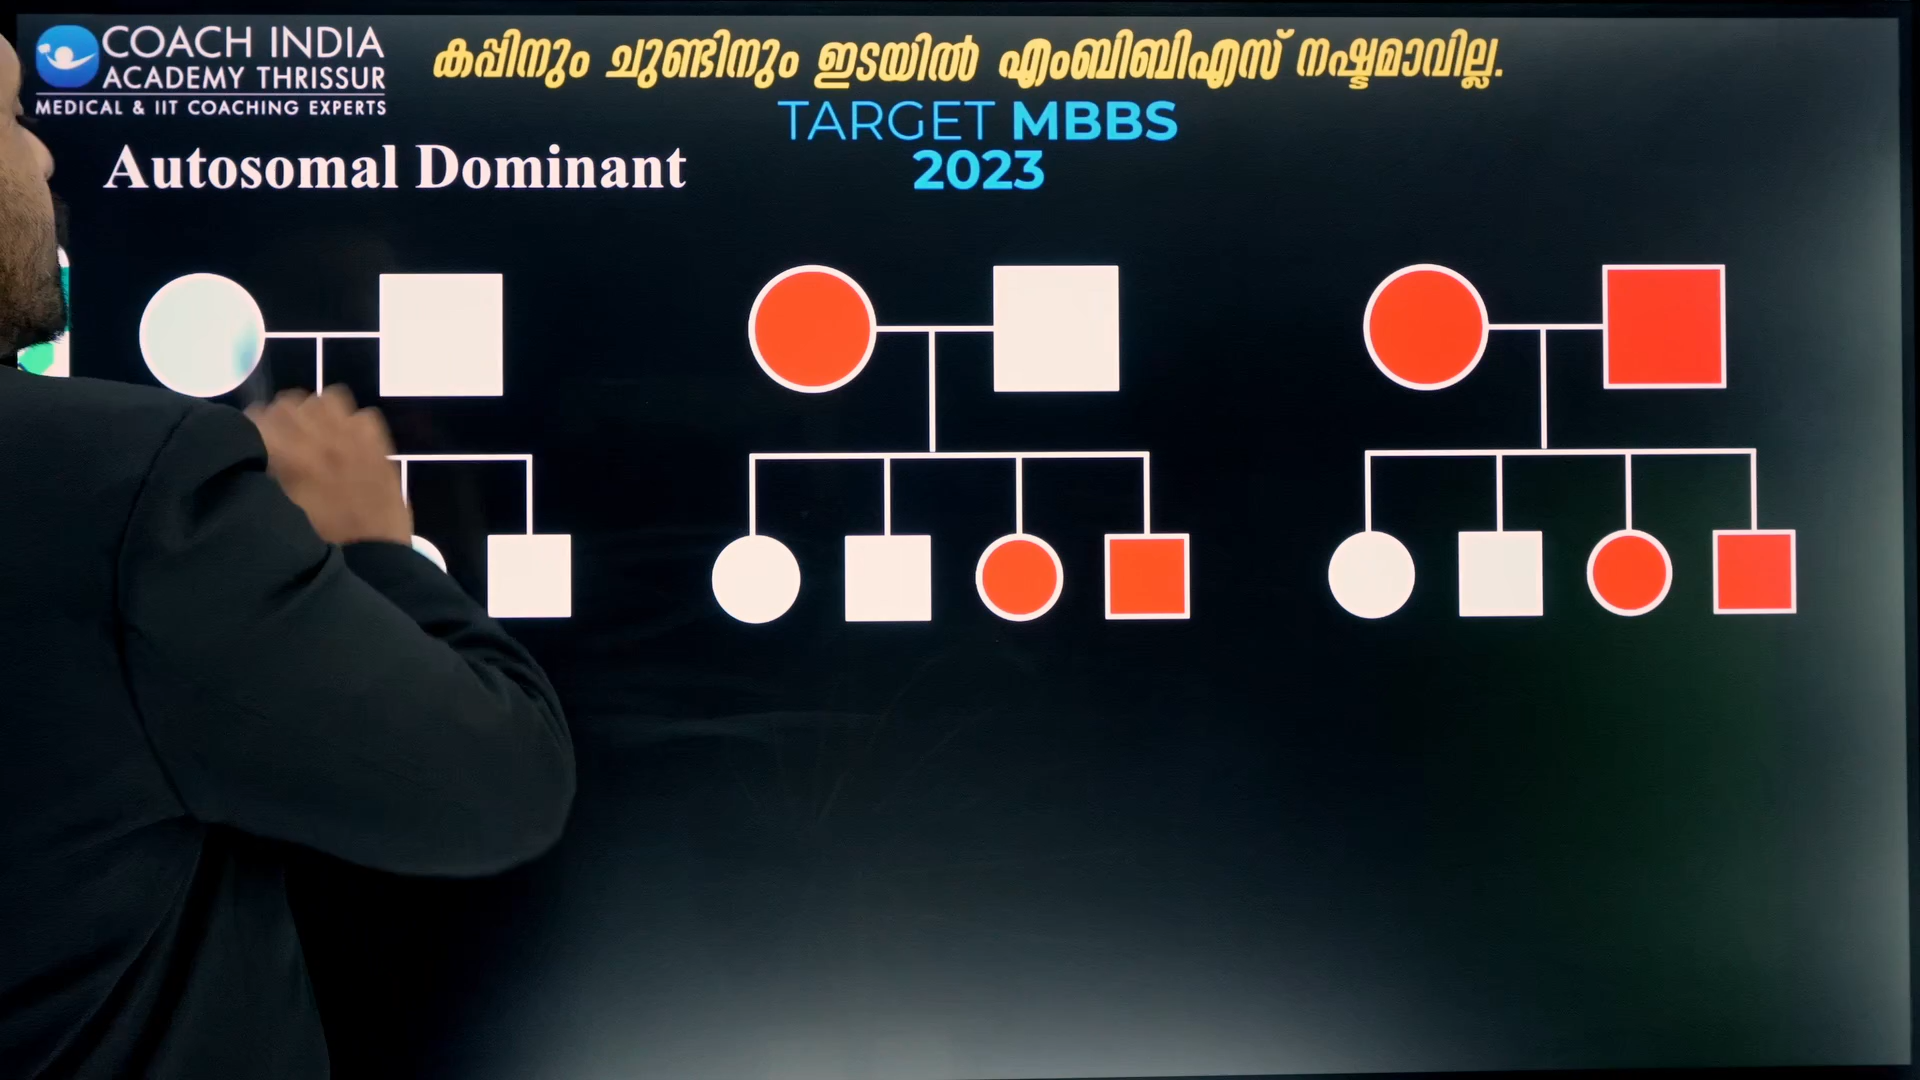 COACH INDIA
ACADEMY THRISSUR
MEDICAL & IIT COACHING EXPERTS
കപ്പിനും ചുണ്ടിനും ഇടയിൽ എംബിബിഎസ് നഷ്ടമാവില്ല.
TARGET MBBS
2023
Autosomal Dominant